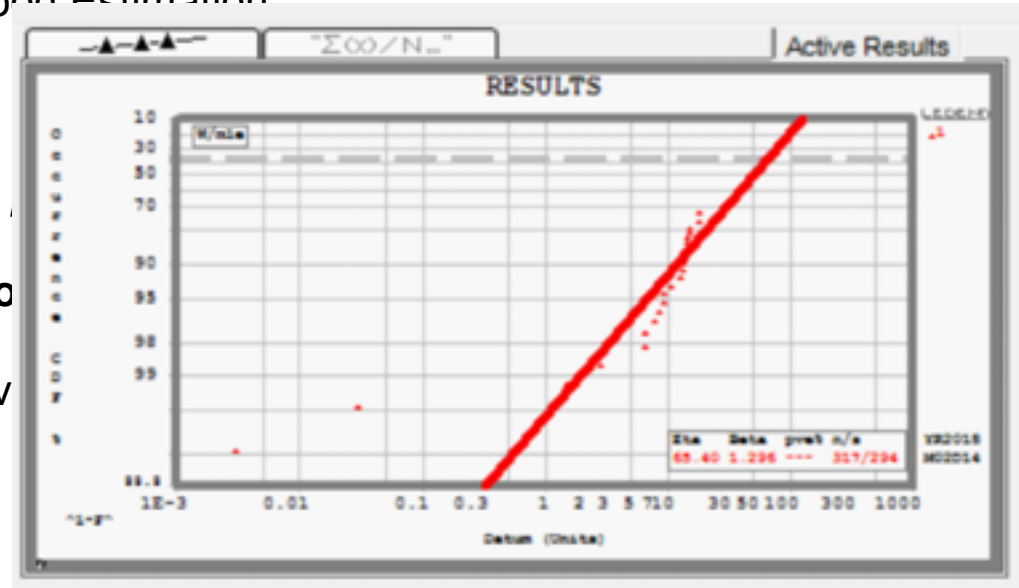 "Σ(∞)/N…"
Active Results
RESULTS
LEGEND
W/mle
10
30
50
70
90
95
98
99
Occurrence CDF %
Eta Beta pve% n/s
65.40 1.296 --- 317/294
1E-3 0.01 0.1 0.3 1 2 3 5 7 10 30 50 100 300 1000
^1-F^
Datum (Units)